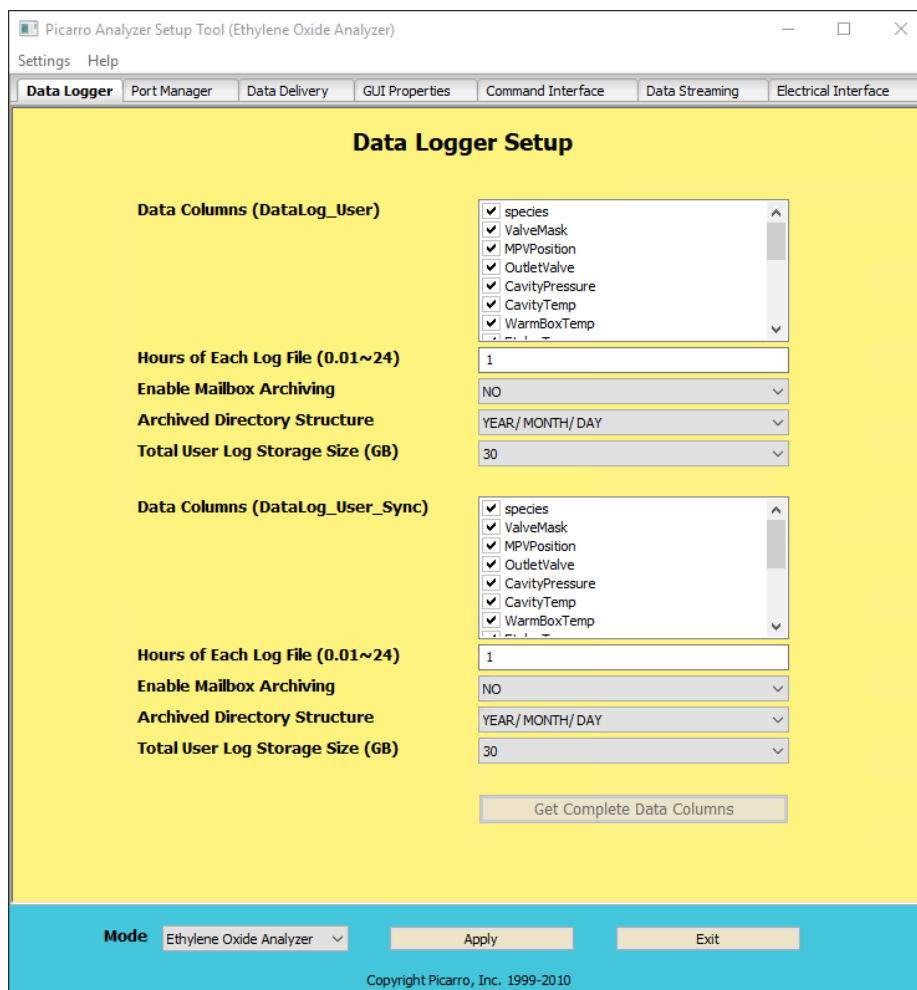 Picarro Analyzer Setup Tool (Ethylene Oxide Analyzer)
Settings Help
Data Logger Port Manager Data Delivery GUI Properties Command Interface Data Streaming Electrical Interface
Data Logger Setup
Data Columns (DataLog_User)
species
ValveMask
MPVPosition
OutletValve
CavityPressure
CavityTemp
WarmBoxTemp
Hours of Each Log File (0.01~24) 1
Enable Mailbox Archiving NO
Archived Directory Structure YEAR/ MONTH/ DAY
Total User Log Storage Size (GB) 30
Data Columns (DataLog_User_Sync)
species
ValveMask
MPVPosition
OutletValve
CavityPressure
CavityTemp
WarmBoxTemp
Hours of Each Log File (0.01~24) 1
Enable Mailbox Archiving NO
Archived Directory Structure YEAR/ MONTH/ DAY
Total User Log Storage Size (GB) 30
Get Complete Data Columns
Mode Ethylene Oxide Analyzer Apply Exit
Copyright Picarro, Inc. 1999-2010